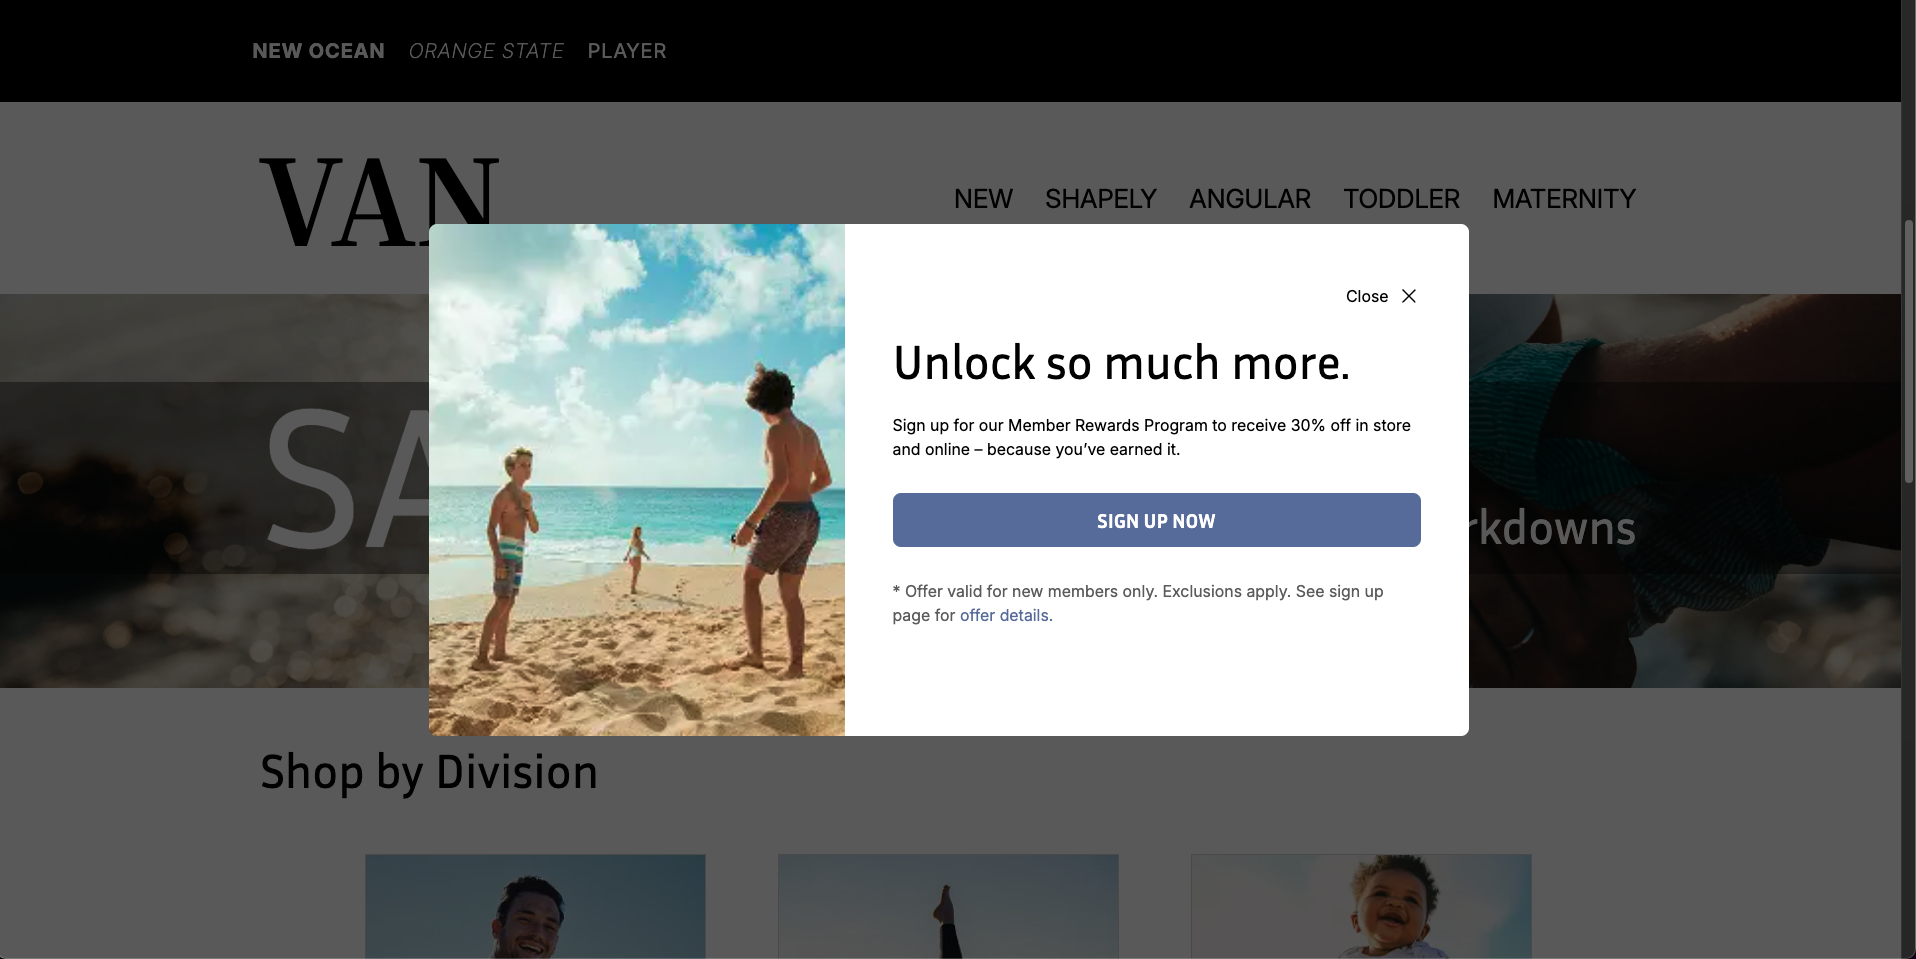 NEW OCEAN ORANGE STATE PLAYER
VAN
NEW SHAPELY ANGULAR TODDLER MATERNITY
Close
Unlock so much more.
Sign up for our Member Rewards Program to receive 30% off in store
and online – because you've earned it.
SIGN UP NOW
* Offer valid for new members only. Exclusions apply. See sign up
page for offer details.
Shop by Division